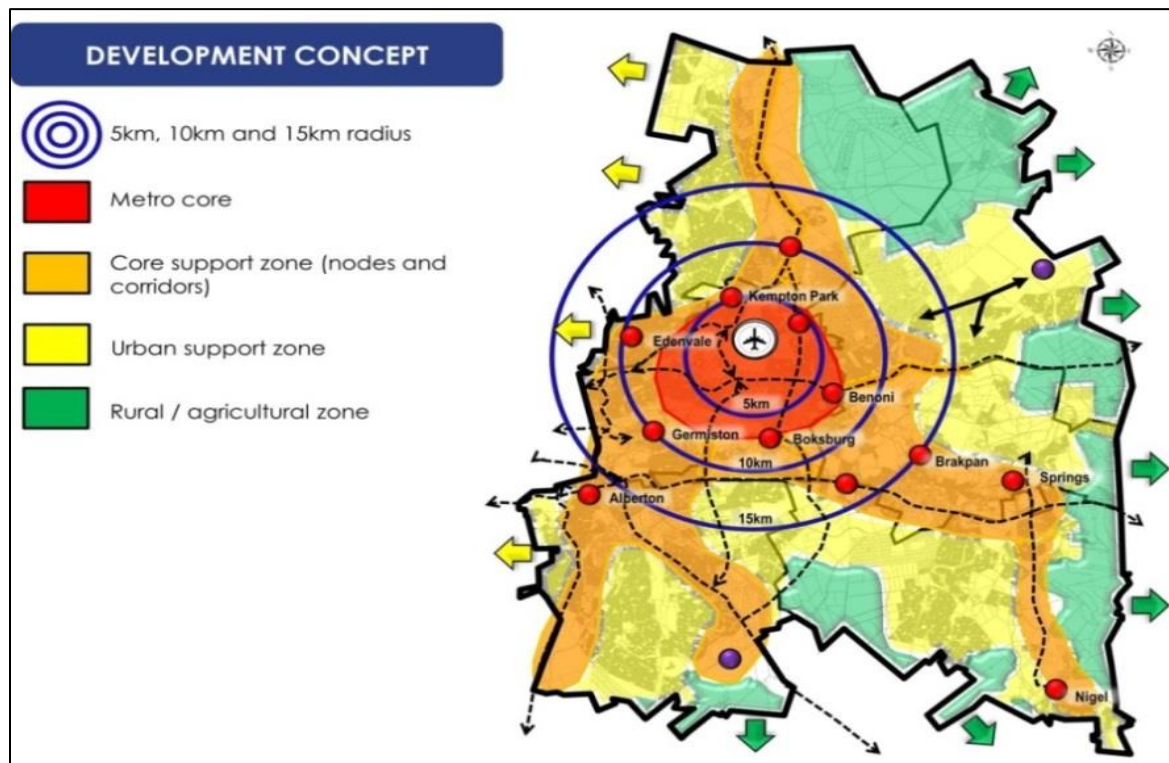 DEVELOPMENT CONCEPT
5km, 10km and 15km radius
Metro core
Core support zone (nodes and
corridors)
Urban support zone
Rural / agricultural zone
Kempton Park
Edenvale
5km
Benoni
Germiston
Boksburg
10km
Brakpan
Springs
Alberton
15km
Nigel